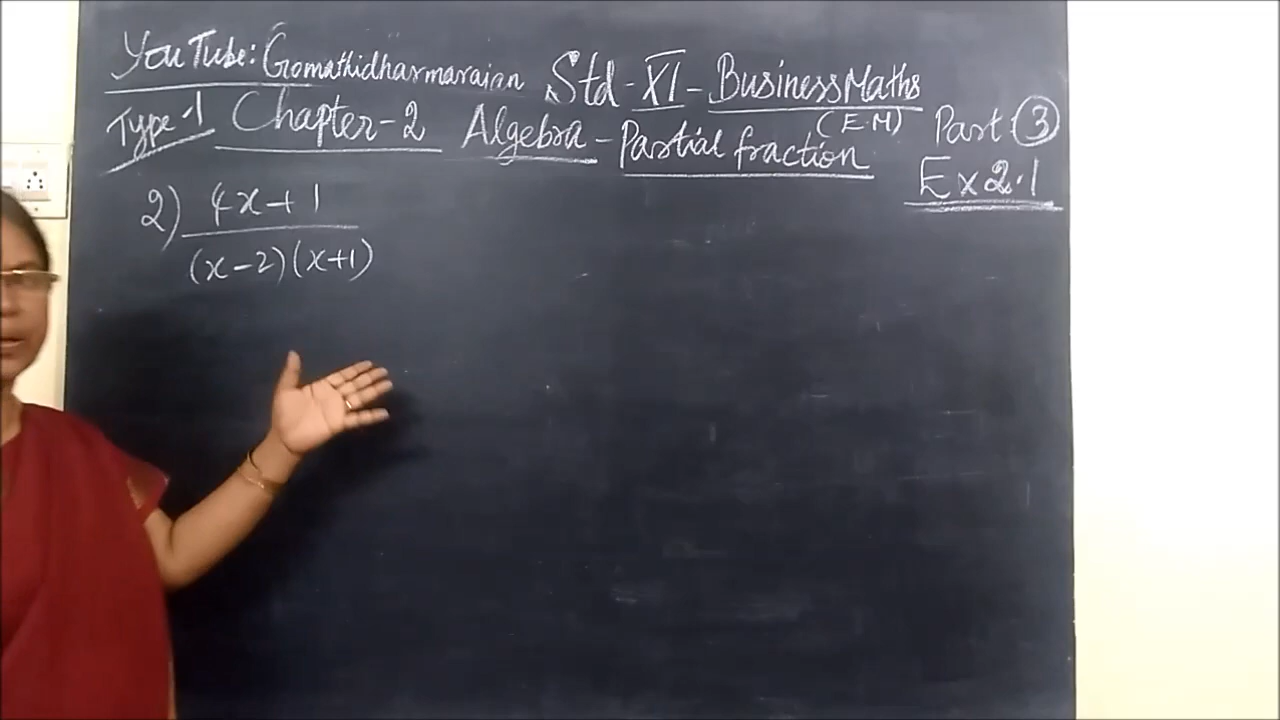 YouTube: Gomathidharmaraian Std - XI - Business Maths
(E.M)
Type-1 Chapter-2 Algebra - Partial fraction Part 3
Ex 2.1
2) 4x+1
(x-2)(x+1)